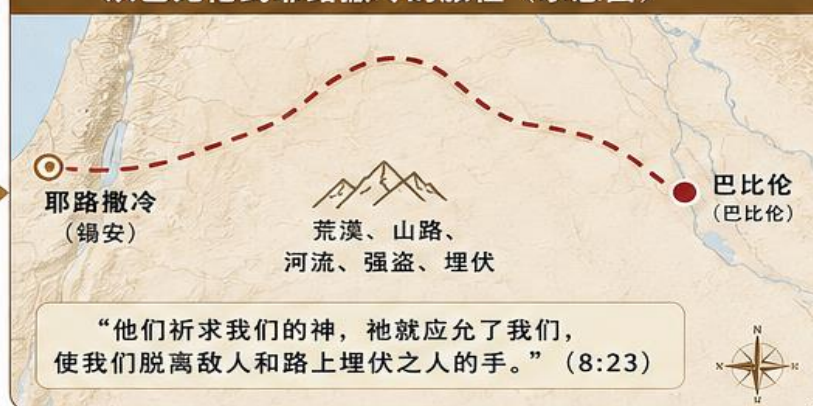 耶路撒冷
（锡安）
巴比伦
（巴比伦）
荒漠、山路、
河流、强盗、埋伏
“他们祈求我们的神，祂就应允了我们，
使我们脱离敌人和路上埋伏之人的手。”（8:23）
N